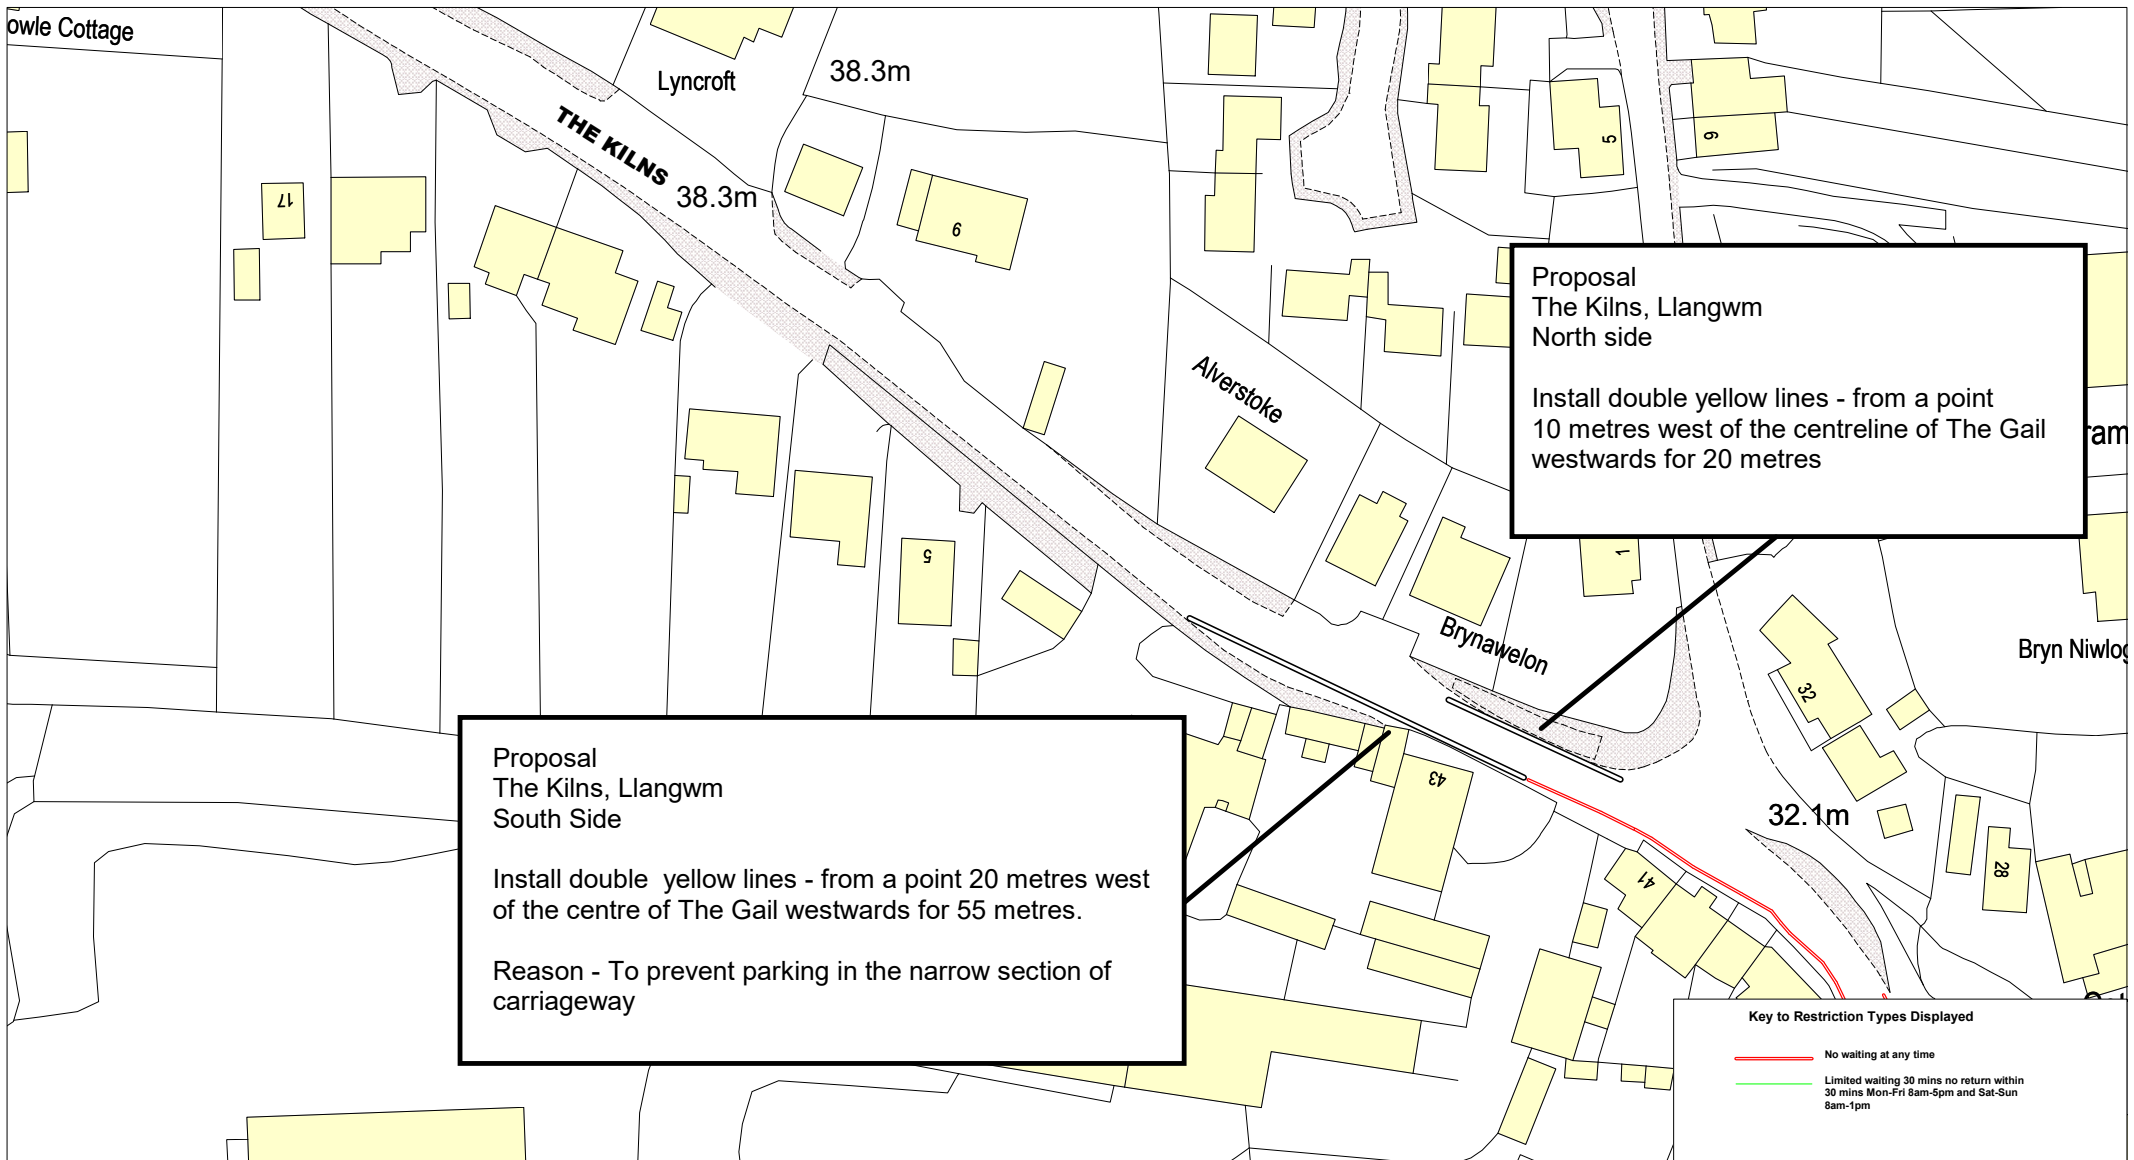 owle Cottage
Lyncroft
38.3m
THE KILNS
38.3m
17
9
5
6
Proposal
The Kilns, Llangwm
North side
Install double yellow lines - from a point
10 metres west of the centreline of The Gail
westwards for 20 metres
ram
Alverstoke
5
1
Brynawelon
Bryn Niwlog
32
43
32.1m
41
28
Proposal
The Kilns, Llangwm
South Side
Install double yellow lines - from a point 20 metres west
of the centre of The Gail westwards for 55 metres.
Reason - To prevent parking in the narrow section of
carriageway
Key to Restriction Types Displayed
No waiting at any time
Limited waiting 30 mins no return within
30 mins Mon-Fri 8am-5pm and Sat-Sun
8am-1pm